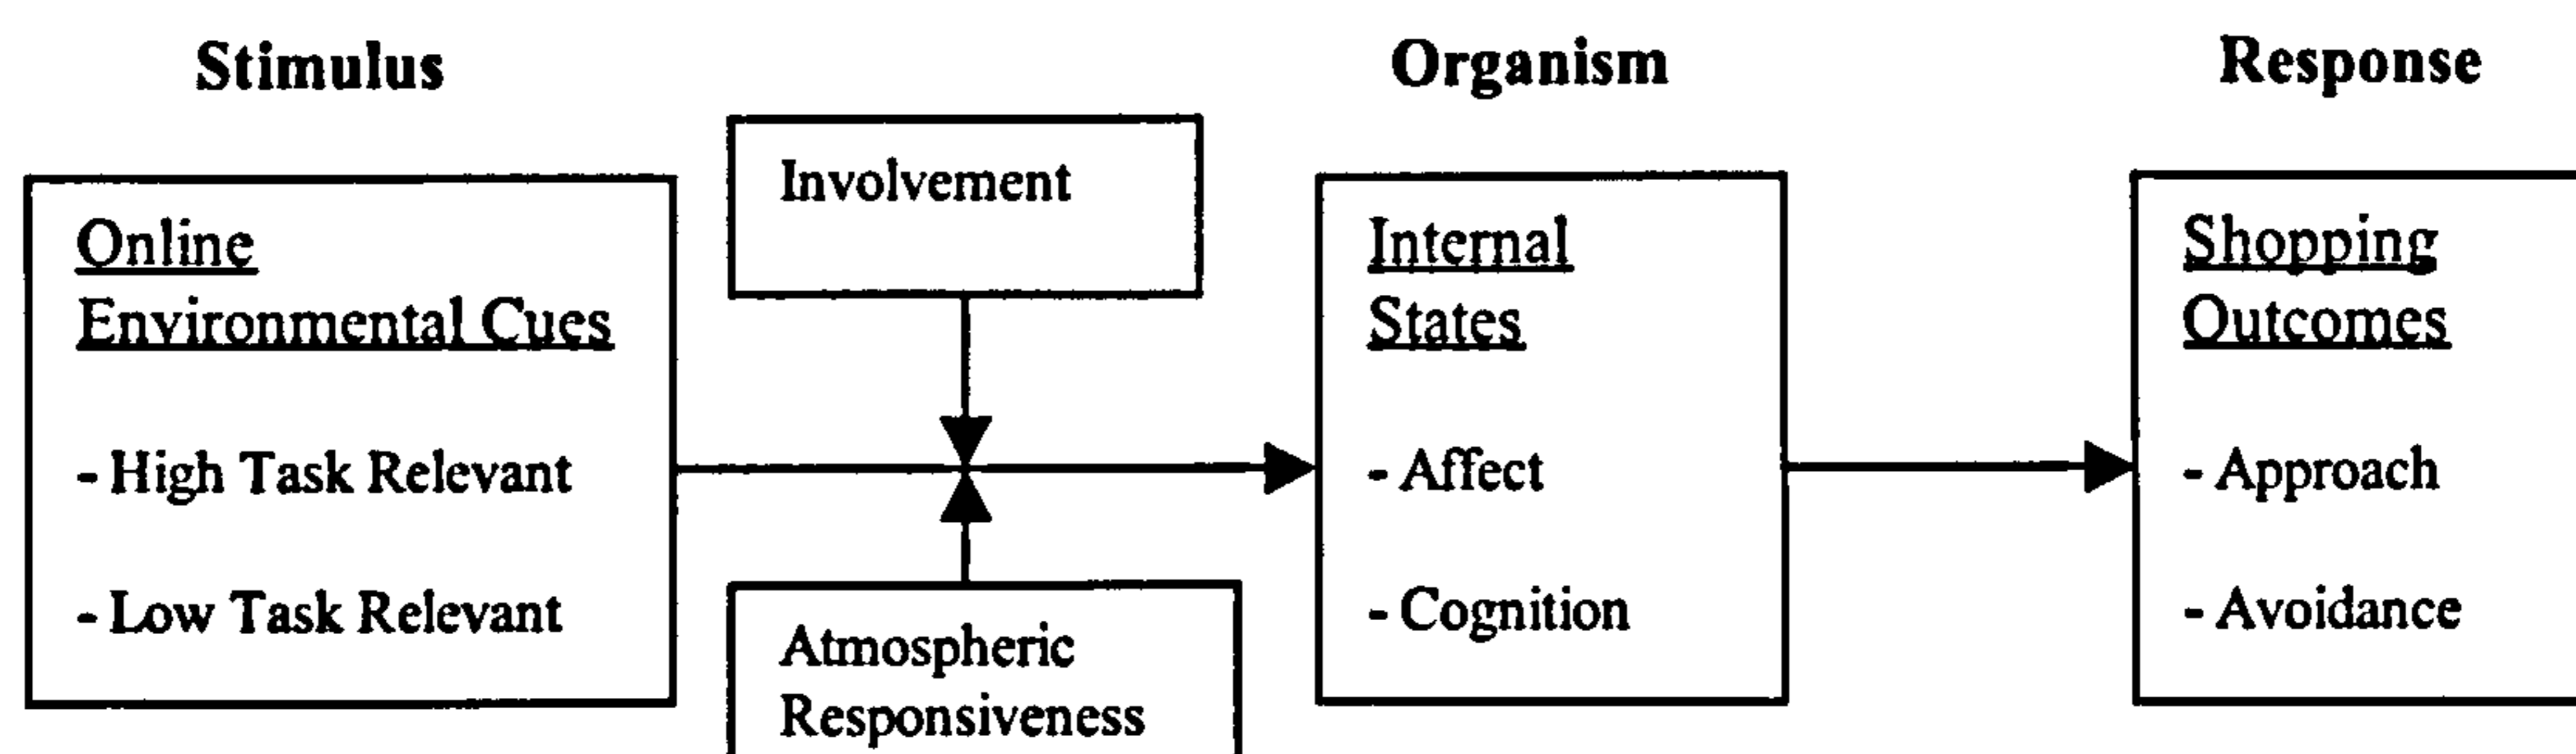 Stimulus
Organism
Response
Online
Environmental Cues
- High Task Relevant
- Low Task Relevant
Involvement
Atmospheric
Responsiveness
Internal
States
- Affect
- Cognition
Shopping
Outcomes
- Approach
- Avoidance